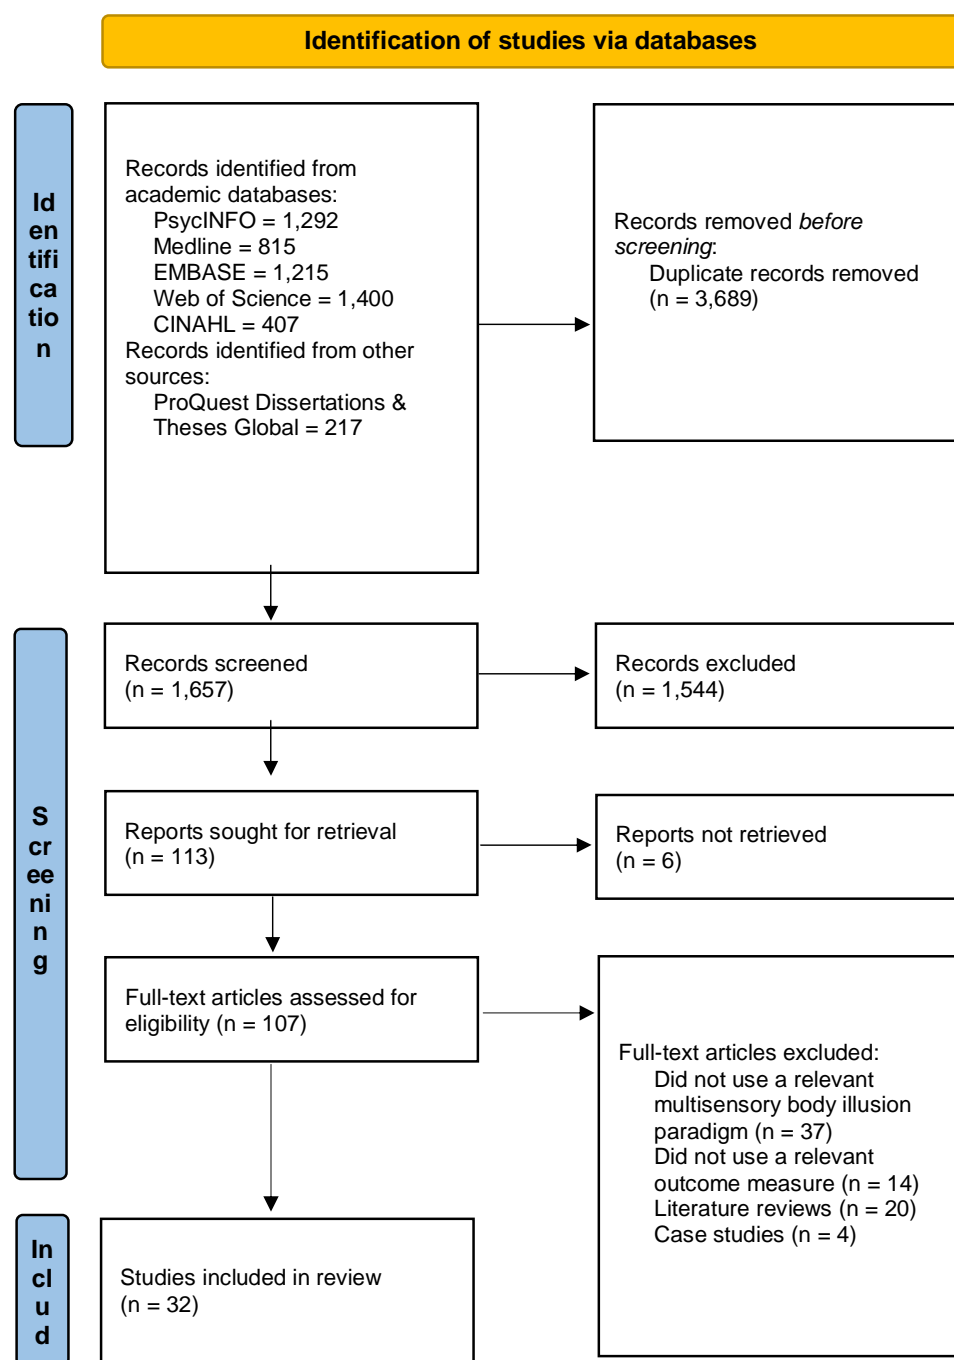 Identification of studies via databases
Id
en
tifi
ca
tio
n
Records identified from
academic databases:
PsycINFO = 1,292
Medline = 815
EMBASE = 1,215
Web of Science = 1,400
CINAHL = 407
Records identified from other
sources:
ProQuest Dissertations &
Theses Global = 217
Records removed before
screening:
Duplicate records removed
(n = 3,689)
S
cr
ee
ni
n
g
Records screened
(n = 1,657)
Records excluded
(n = 1,544)
Reports sought for retrieval
(n = 113)
Reports not retrieved
(n = 6)
Full-text articles assessed for
eligibility (n = 107)
Full-text articles excluded:
Did not use a relevant
multisensory body illusion
paradigm (n = 37)
Did not use a relevant
outcome measure (n = 14)
Literature reviews (n = 20)
Case studies (n = 4)
In
cl
u
d
Studies included in review
(n = 32)